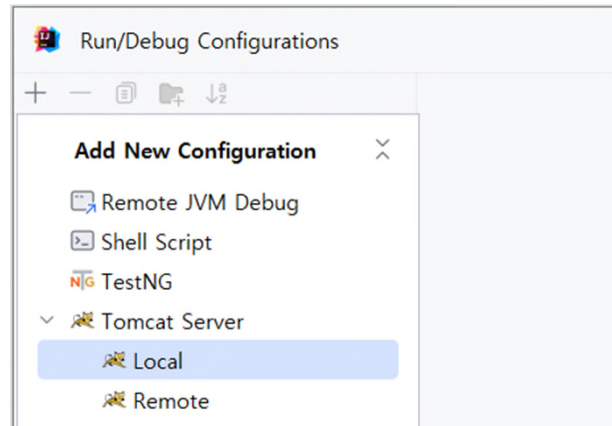 Run/Debug Configurations
Add New Configuration
Remote JVM Debug
Shell Script
TestNG
Tomcat Server
Local
Remote